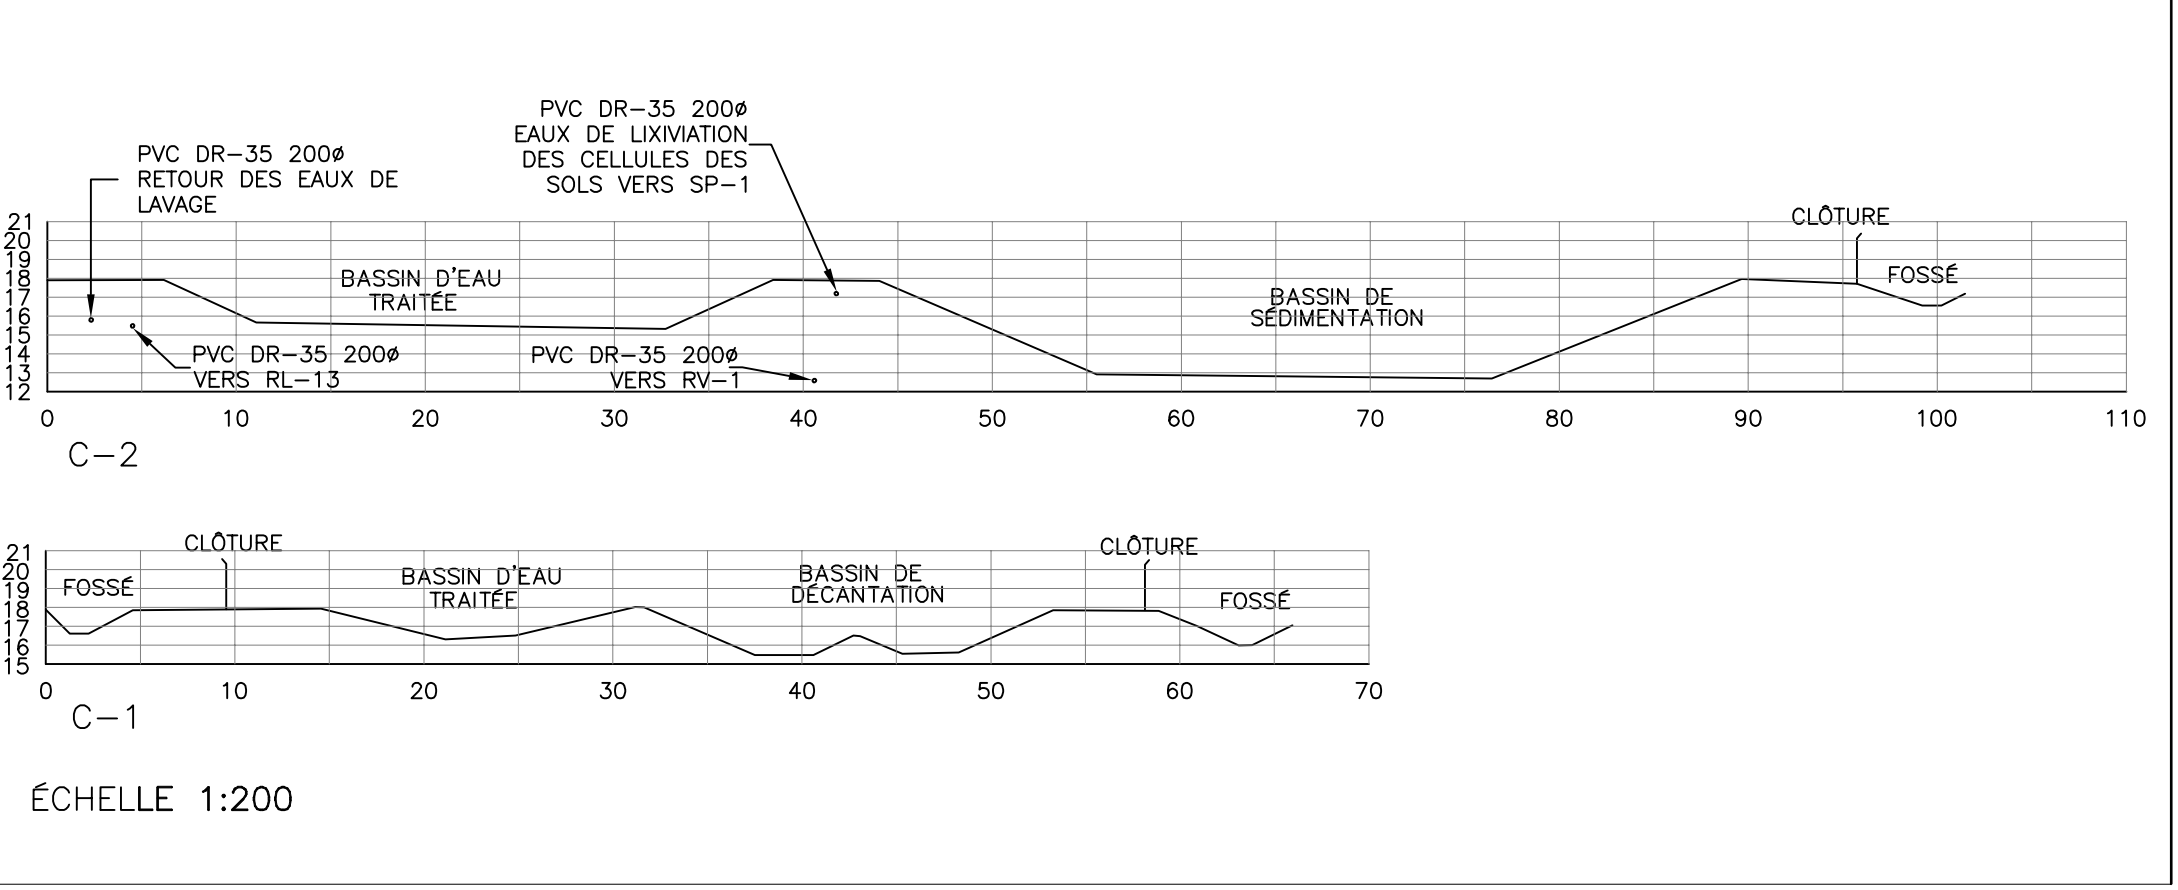 PVC DR-35 200ø
EAUX DE LIXIVIATION
DES CELLULES DES
SOLS VERS SP-1
PVC DR-35 200ø
RETOUR DES EAUX DE
LAVAGE
CLÔTURE
FOSSÉ
BASSIN D'EAU
TRAITÉE
BASSIN DE
SÉDIMENTATION
PVC DR-35 200ø
VERS RL-13
PVC DR-35 200ø
VERS RV-1
21
20
19
18
17
16
15
14
13
12
0 10 20 30 40 50 60 70 80 90 100 110
C-2
CLÔTURE
CLÔTURE
FOSSÉ
BASSIN D'EAU
TRAITÉE
BASSIN DE
DÉCANTATION
FOSSÉ
21
20
19
18
17
16
15
0 10 20 30 40 50 60 70
C-1
ÉCHELLE 1:200